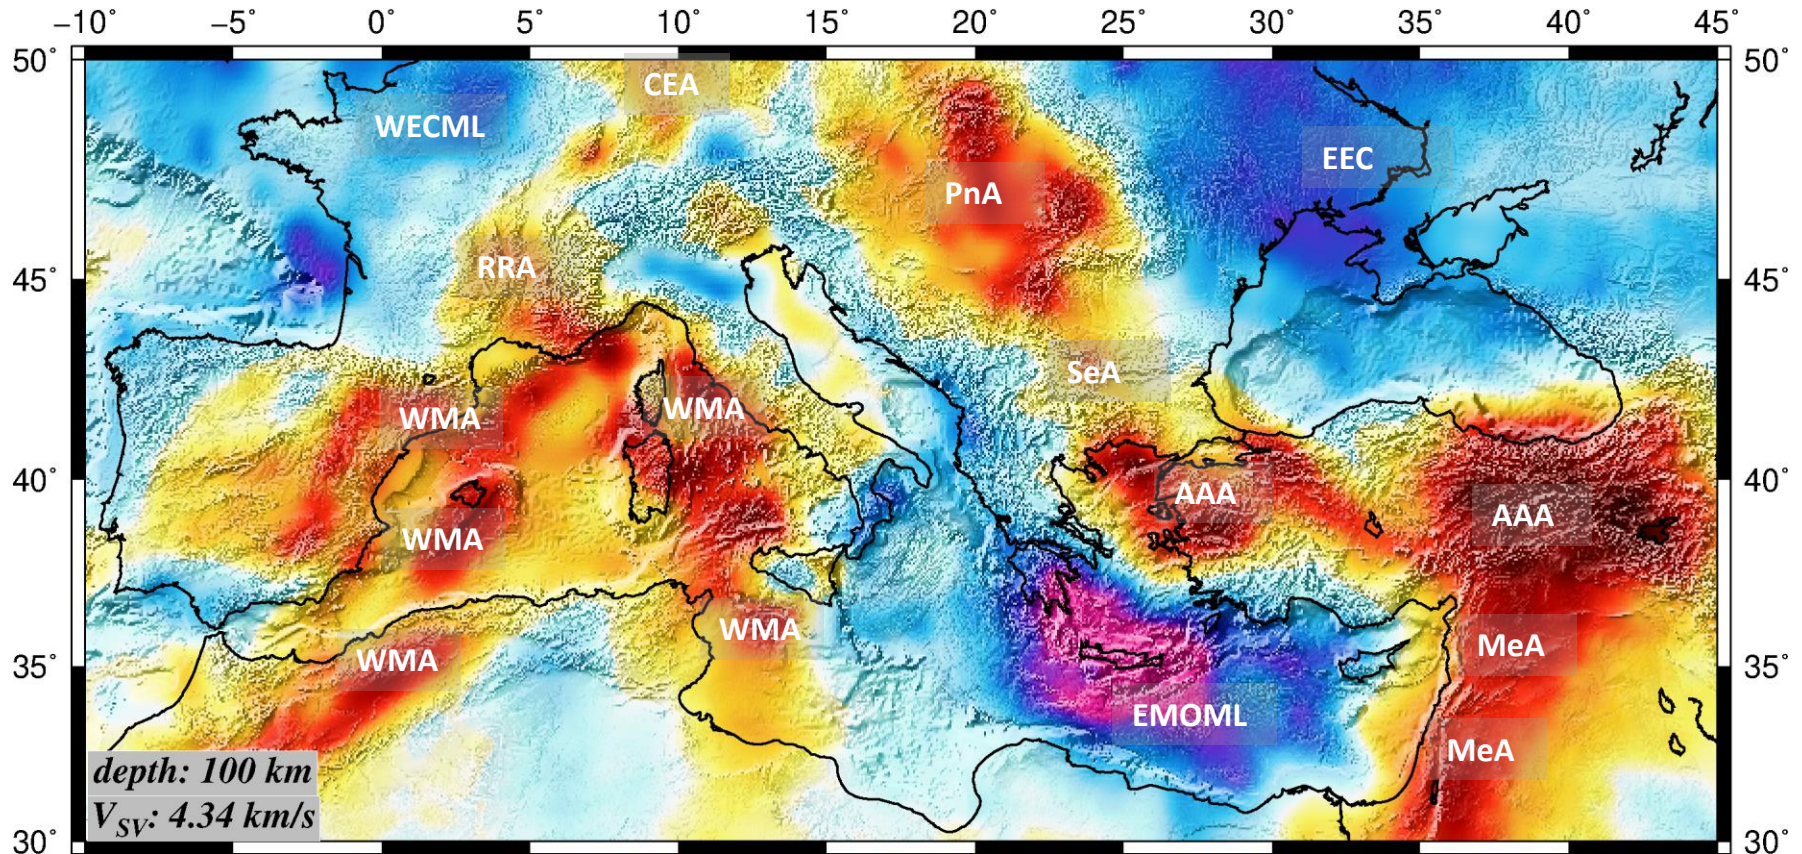 −10˚ −5˚ 0˚ 5˚ 10˚ 15˚ 20˚ 25˚ 30˚ 35˚ 40˚ 45˚
50˚ 50˚
CEA
WECML
EEC
PnA
RRA
45˚ 45˚
SeA
WMA WMA
40˚ 40˚
AAA AAA
WMA
WMA MeA
WMA
35˚ 35˚
EMOML
MeA
depth: 100 km
VSV: 4.34 km/s
30˚ 30˚